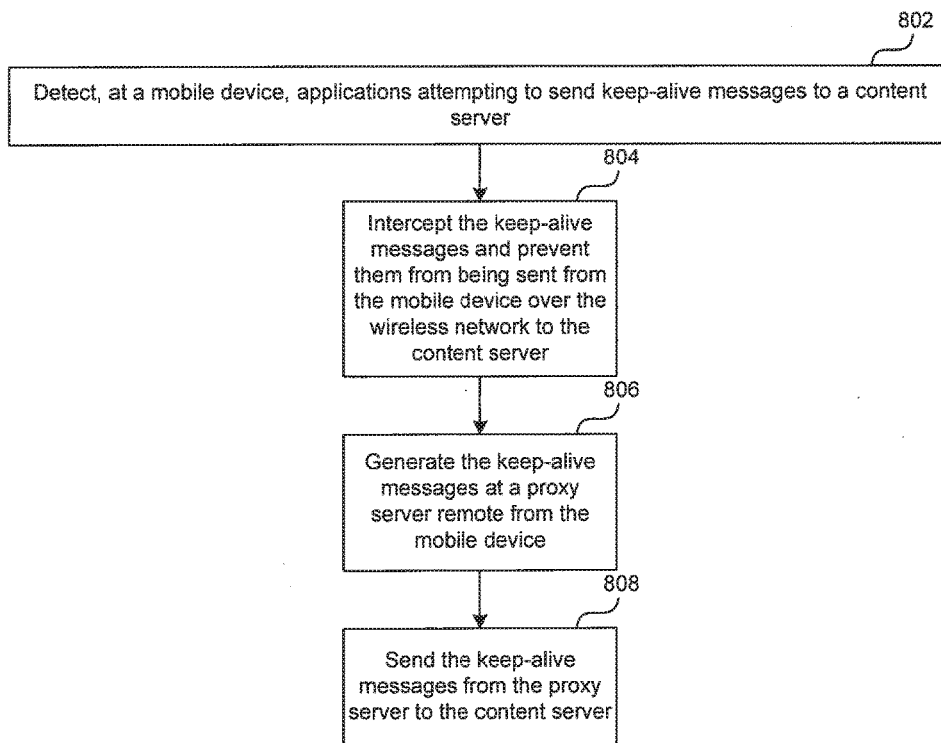 802
Detect, at a mobile device, applications attempting to send keep-alive messages to a content
server
804
Intercept the keep-alive
messages and prevent
them from being sent from
the mobile device over the
wireless network to the
content server
806
Generate the keep-alive
messages at a proxy
server remote from the
mobile device
808
Send the keep-alive
messages from the proxy
server to the content server